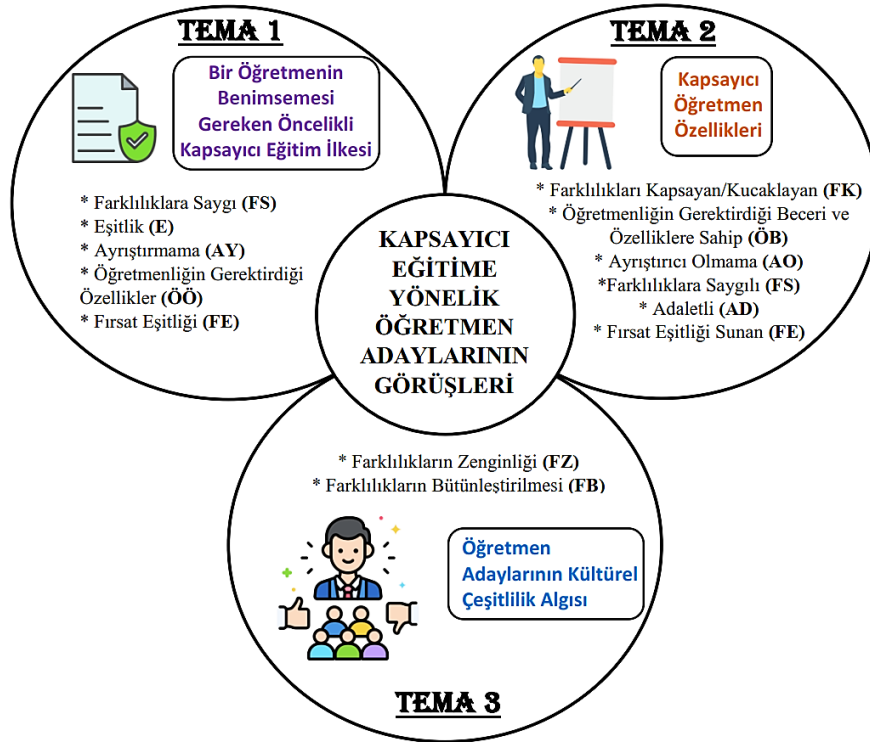 TEMA 1
Bir Öğretmenin
Benimsemesi
Gereken Öncelikli
Kapsayıcı Eğitim İlkesi
* Farklılıklara Saygı (FS)
* Eşitlik (E)
* Ayrıştırmama (AY)
* Öğretmenliğin Gerektirdiği
Özellikler (ÖÖ)
* Fırsat Eşitliği (FE)
TEMA 2
Kapsayıcı
Öğretmen
Özellikleri
* Farklılıkları Kapsayan/Kucaklayan (FK)
* Öğretmenliğin Gerektirdiği Beceri ve
Özelliklere Sahip (ÖB)
* Ayrıştırıcı Olmama (AO)
*Farklılıklara Saygılı (FS)
* Adaletli (AD)
* Fırsat Eşitliği Sunan (FE)
KAPSAYICI
EĞİTİME
YÖNELİK
ÖĞRETMEN
ADAYLARININ
GÖRÜŞLERİ
* Farklılıkların Zenginliği (FZ)
* Farklılıkların Bütünleştirilmesi (FB)
Öğretmen
Adaylarının Kültürel
Çeşitlilik Algısı
TEMA 3